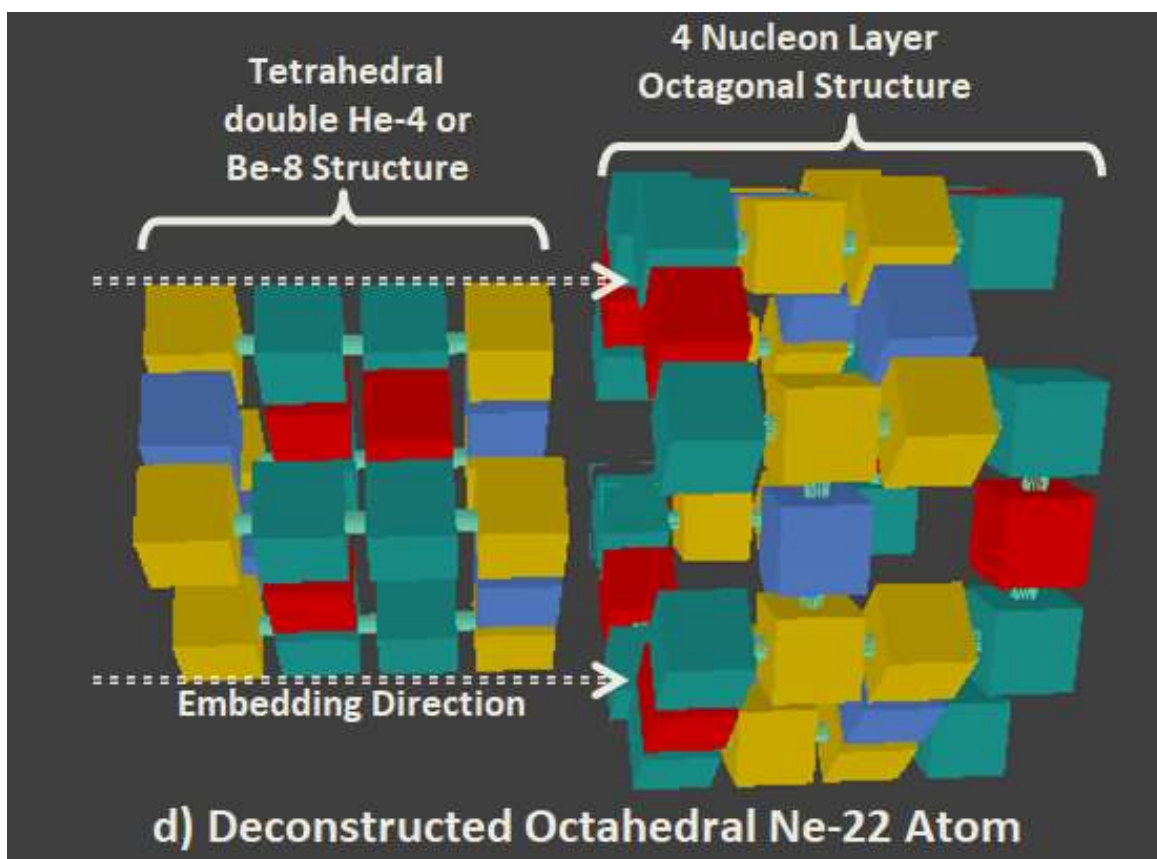 Tetrahedral
double He-4 or
Be-8 Structure
4 Nucleon Layer
Octagonal Structure
Embedding Direction
d) Deconstructed Octahedral Ne-22 Atom